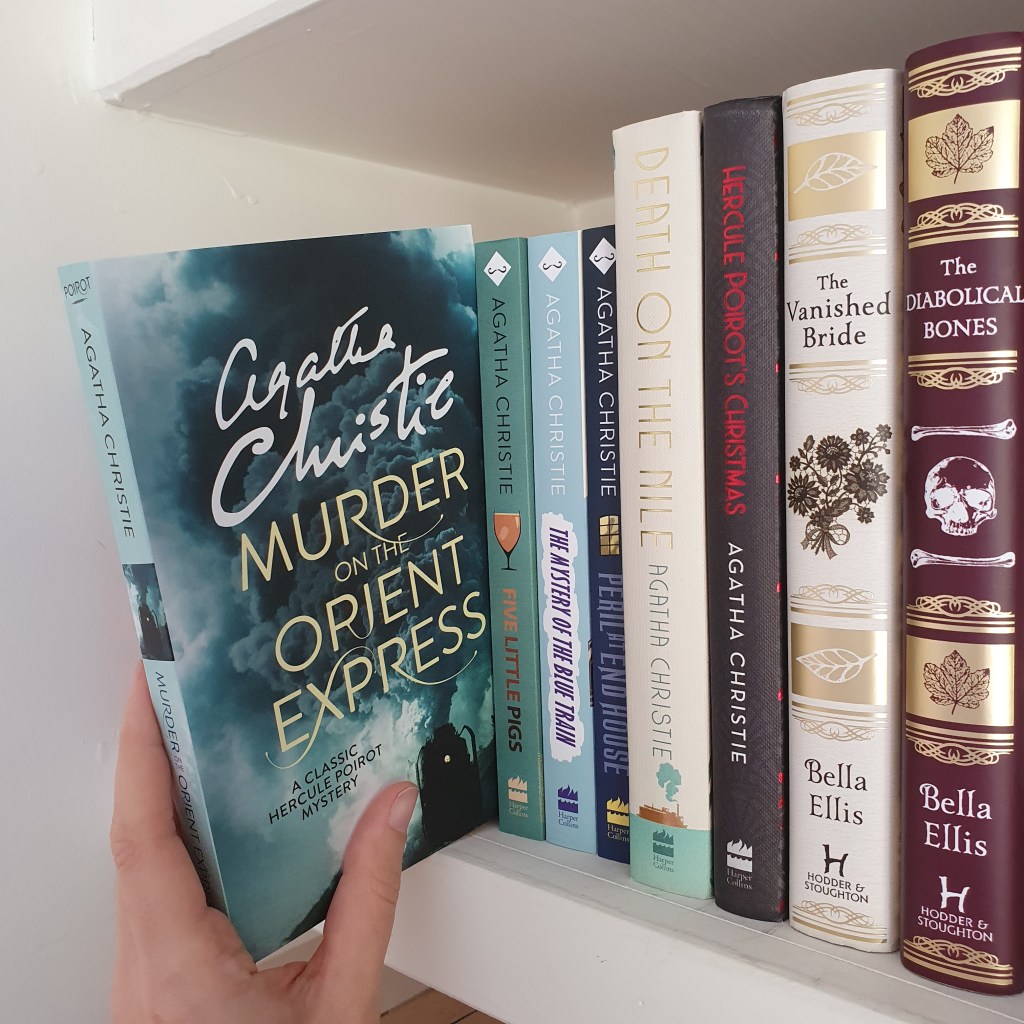 POIROT
AGATHA CHRISTIE
MURDER ON THE ORIENT EXPRESS
Agatha
Christie
MURDER
ON THE
ORIENT
EXPRESS
A CLASSIC
HERCULE POIROT
MYSTERY
AGATHA CHRISTIE
FIVE LITTLE PIGS
Harper
Collins
AGATHA CHRISTIE
THE MYSTERY OF THE BLUE TRAIN
Harper
Collins
AGATHA CHRISTIE
PERIL AT END HOUSE
Harper
Collins
DEATH ON THE NILE
AGATHA CHRISTIE
Harper
Collins
HERCULE POIROT'S CHRISTMAS
AGATHA CHRISTIE
Harper
Collins
The
Vanished
Bride
Bella
Ellis
H
HODDER &
STOUGHTON
The
DIABOLICAL
BONES
Bella
Ellis
H
HODDER &
STOUGHTON